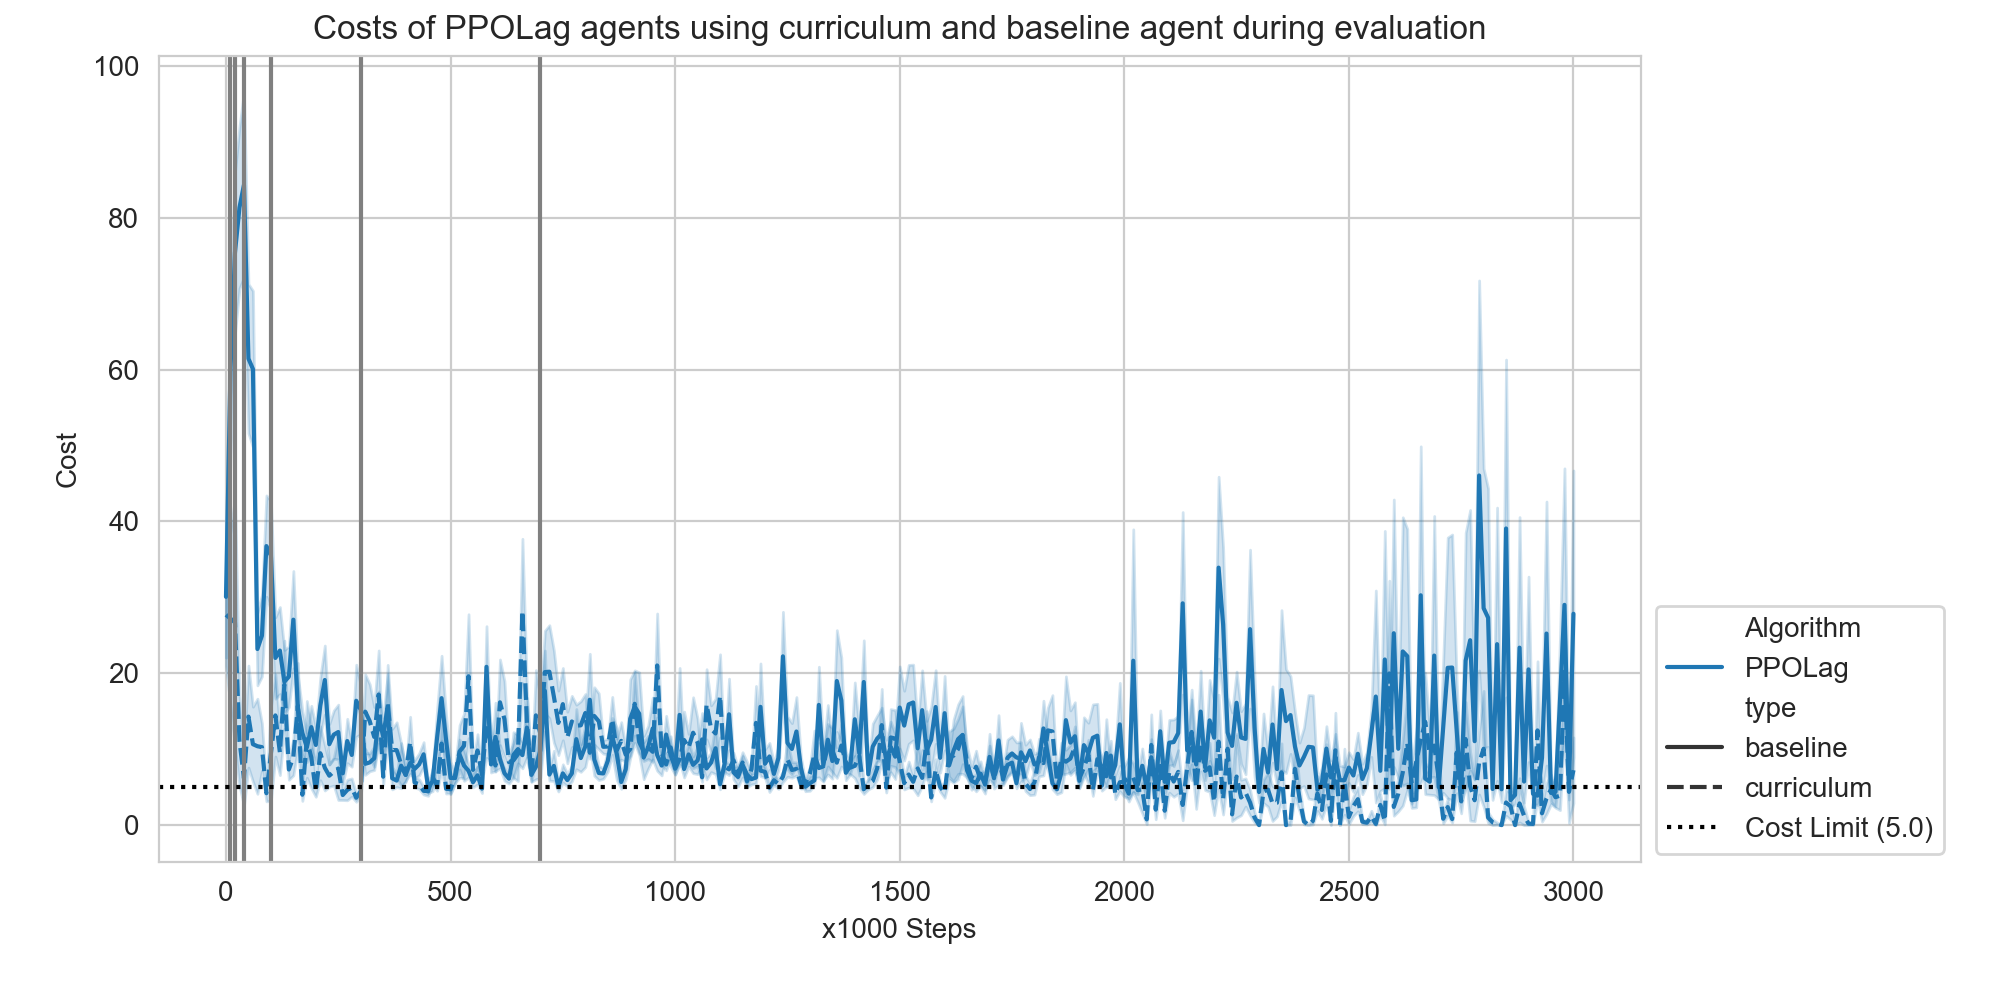 Costs of PPOLag agents using curriculum and baseline agent during evaluation
100
80
60
40
20
0
Cost
0 500 1000 1500 2000 2500 3000
x1000 Steps
Algorithm
PPOLag
type
baseline
curriculum
Cost Limit (5.0)